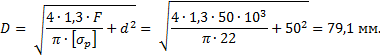 D = √(4 · 1,3 · F / π · [σₚ] + d²) = √(4 · 1,3 · 50 · 10³ / π · 22 + 50²) = 79,1 мм.